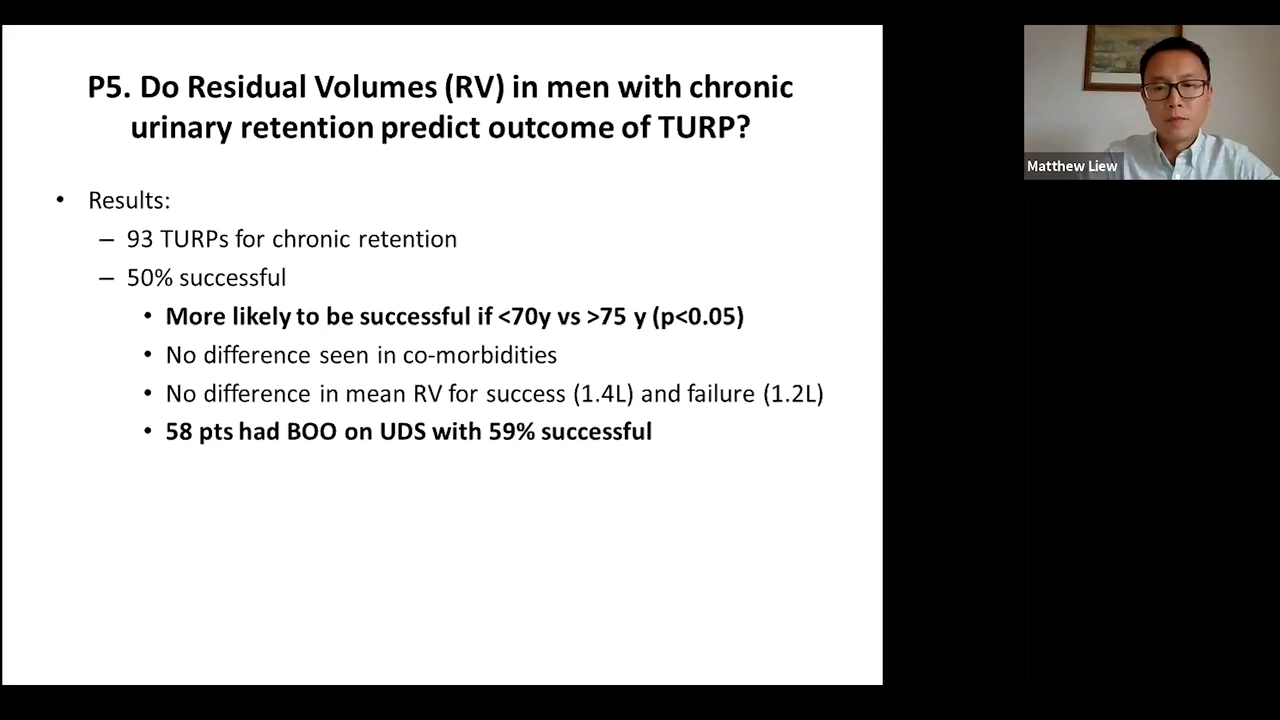 P5. Do Residual Volumes (RV) in men with chronic
urinary retention predict outcome of TURP?
• Results:
– 93 TURPs for chronic retention
– 50% successful
• More likely to be successful if <70y vs >75 y (p<0.05)
• No difference seen in co-morbidities
• No difference in mean RV for success (1.4L) and failure (1.2L)
• 58 pts had BOO on UDS with 59% successful
Matthew Liew